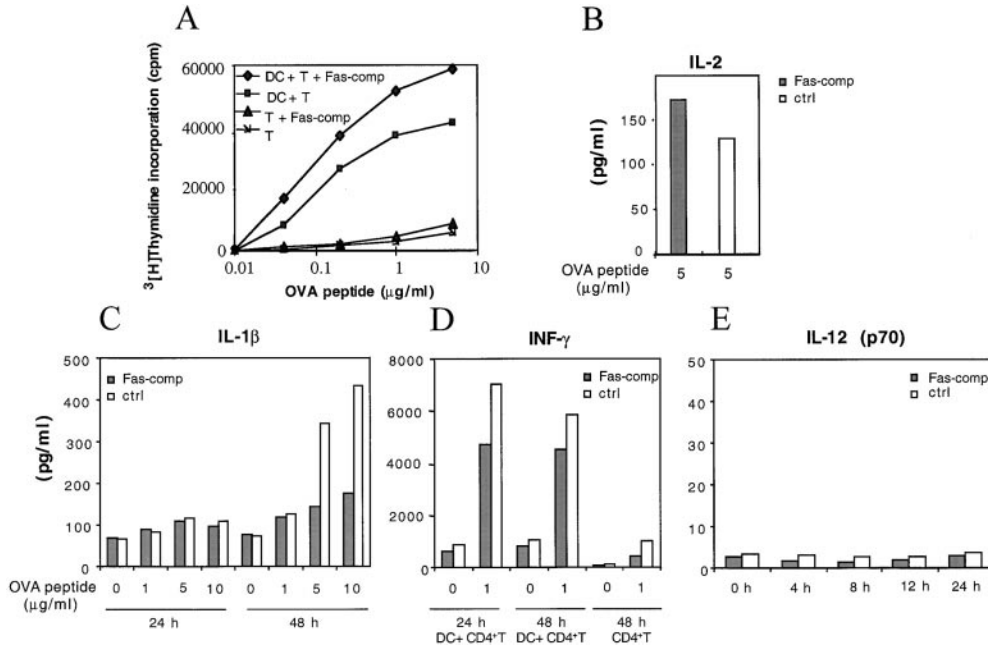 A
³[H]Thymidine incorporation (cpm)
60000
40000
20000
0
DC + T + Fas-comp
DC + T
T + Fas-comp
T
0.01
0.1
1
10
OVA peptide (μg/ml)
B
IL-2
Fas-comp
ctrl
(pg/ml)
150
100
50
0
OVA peptide
(μg/ml)
5
5
C
IL-1β
Fas-comp
ctrl
(pg/ml)
500
400
300
200
100
0
OVA peptide
(μg/ml)
0 1 5 10 0 1 5 10
24 h 48 h
D
INF-γ
Fas-comp
ctrl
8000
6000
4000
2000
0
0 1 0 1 0 1
24 h 48 h 48 h
DC+ CD4⁺T DC+ CD4⁺T CD4⁺T
E
IL-12 (p70)
Fas-comp
ctrl
50
40
30
20
10
0
0 h 4 h 8 h 12 h 24 h